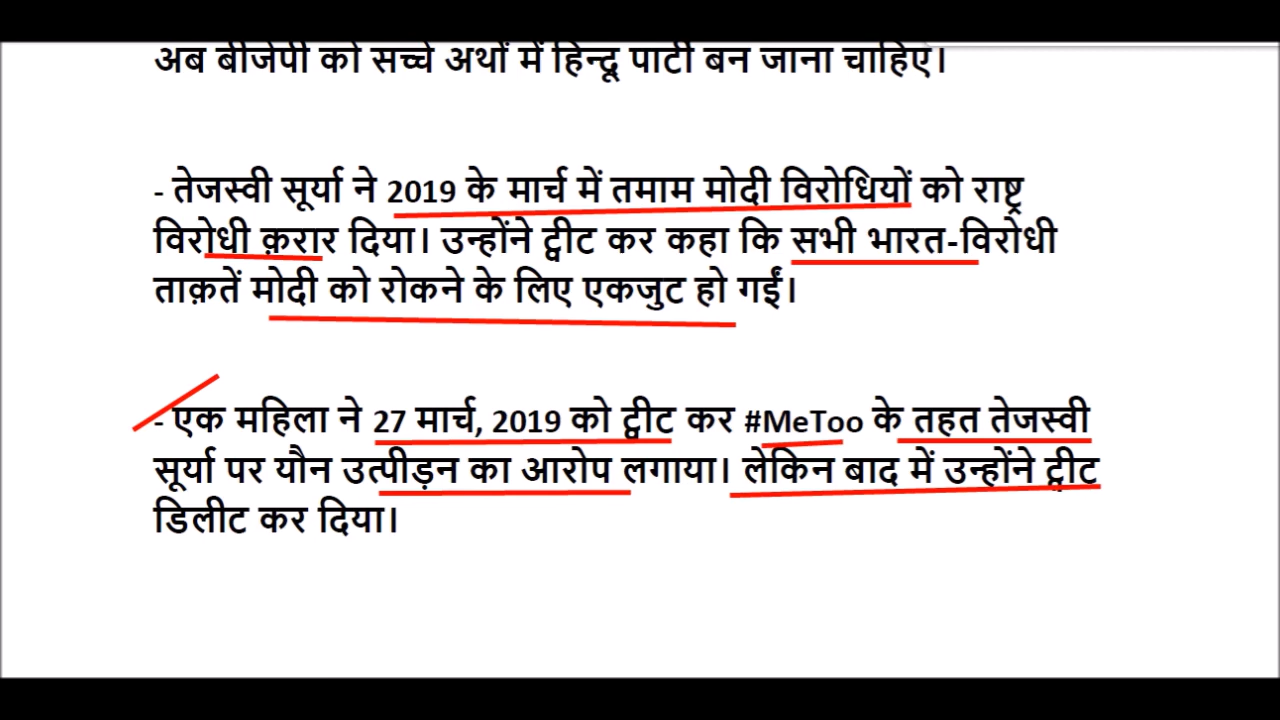 अब बीजेपी को सच्चे अर्थों में हिन्दू पार्टी बन जाना चाहिए।
- तेजस्वी सूर्या ने 2019 के मार्च में तमाम मोदी विरोधियों को राष्ट्र
विरोधी क़रार दिया। उन्होंने ट्वीट कर कहा कि सभी भारत-विरोधी
ताक़तें मोदी को रोकने के लिए एकजुट हो गईं।
- एक महिला ने 27 मार्च, 2019 को ट्वीट कर #MeToo के तहत तेजस्वी
सूर्या पर यौन उत्पीड़न का आरोप लगाया। लेकिन बाद में उन्होंने ट्वीट
डिलीट कर दिया।